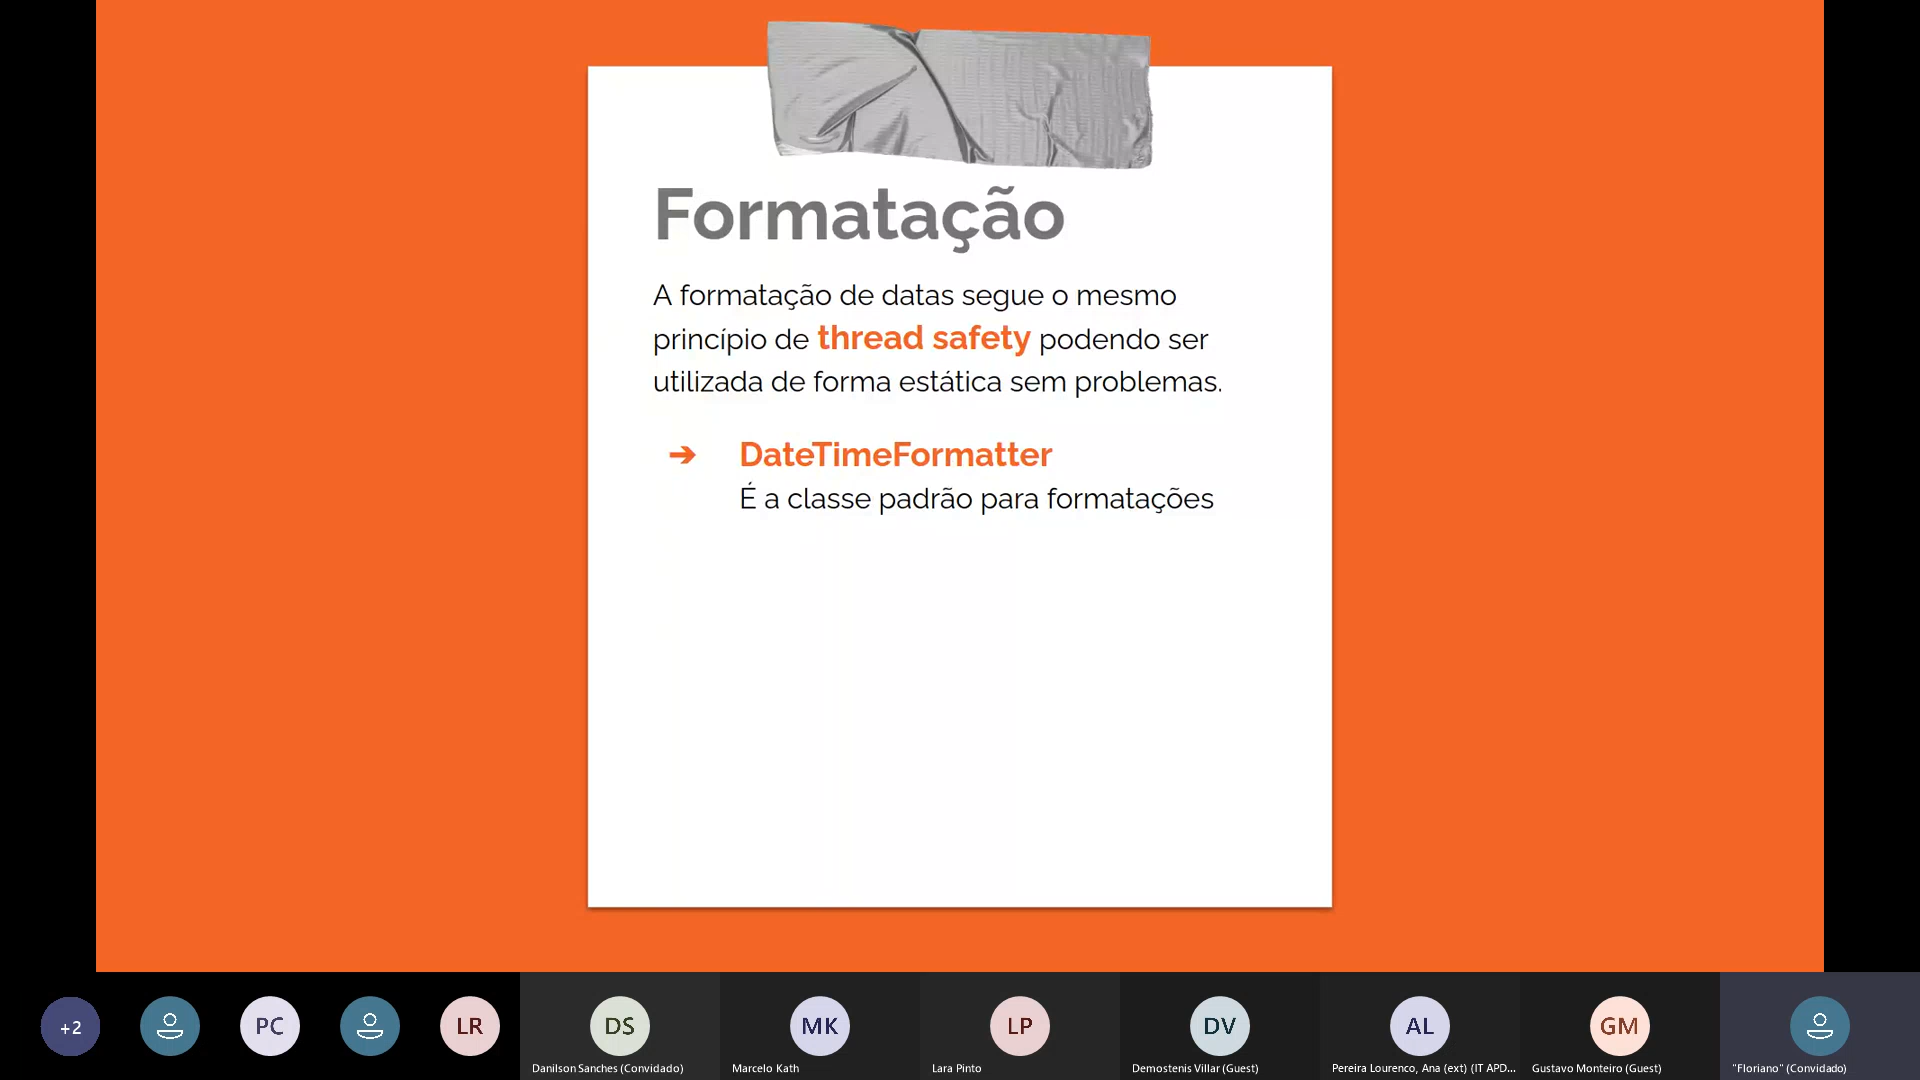 Formatação
A formatação de datas segue o mesmo
princípio de thread safety podendo ser
utilizada de forma estática sem problemas.
➔ DateTimeFormatter
É a classe padrão para formatações
+2
PC
LR
DS
MK
LP
DV
AL
GM
Danilson Sanches (Convidado)
Marcelo Kath
Lara Pinto
Demostenis Villar (Guest)
Pereira Lourenco, Ana (ext) (IT APD...
Gustavo Monteiro (Guest)
"Floriano" (Convidado)